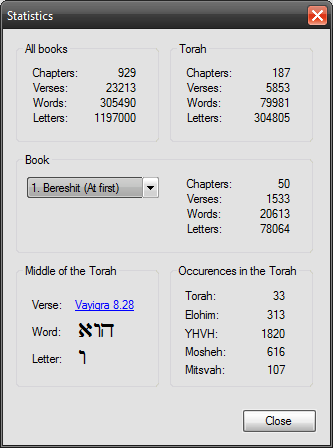 Statistics
All books
Chapters: 929
Verses: 23213
Words: 305490
Letters: 1197000
Torah
Chapters: 187
Verses: 5853
Words: 79981
Letters: 304805
Book
1. Bereshit (At first)
Chapters: 50
Verses: 1533
Words: 20613
Letters: 78064
Middle of the Torah
Verse: Vayiqra 8.28
Word: הוא
Letter: ו
Occurences in the Torah
Torah: 33
Elohim: 313
YHVH: 1820
Mosheh: 616
Mitsvah: 107
Close